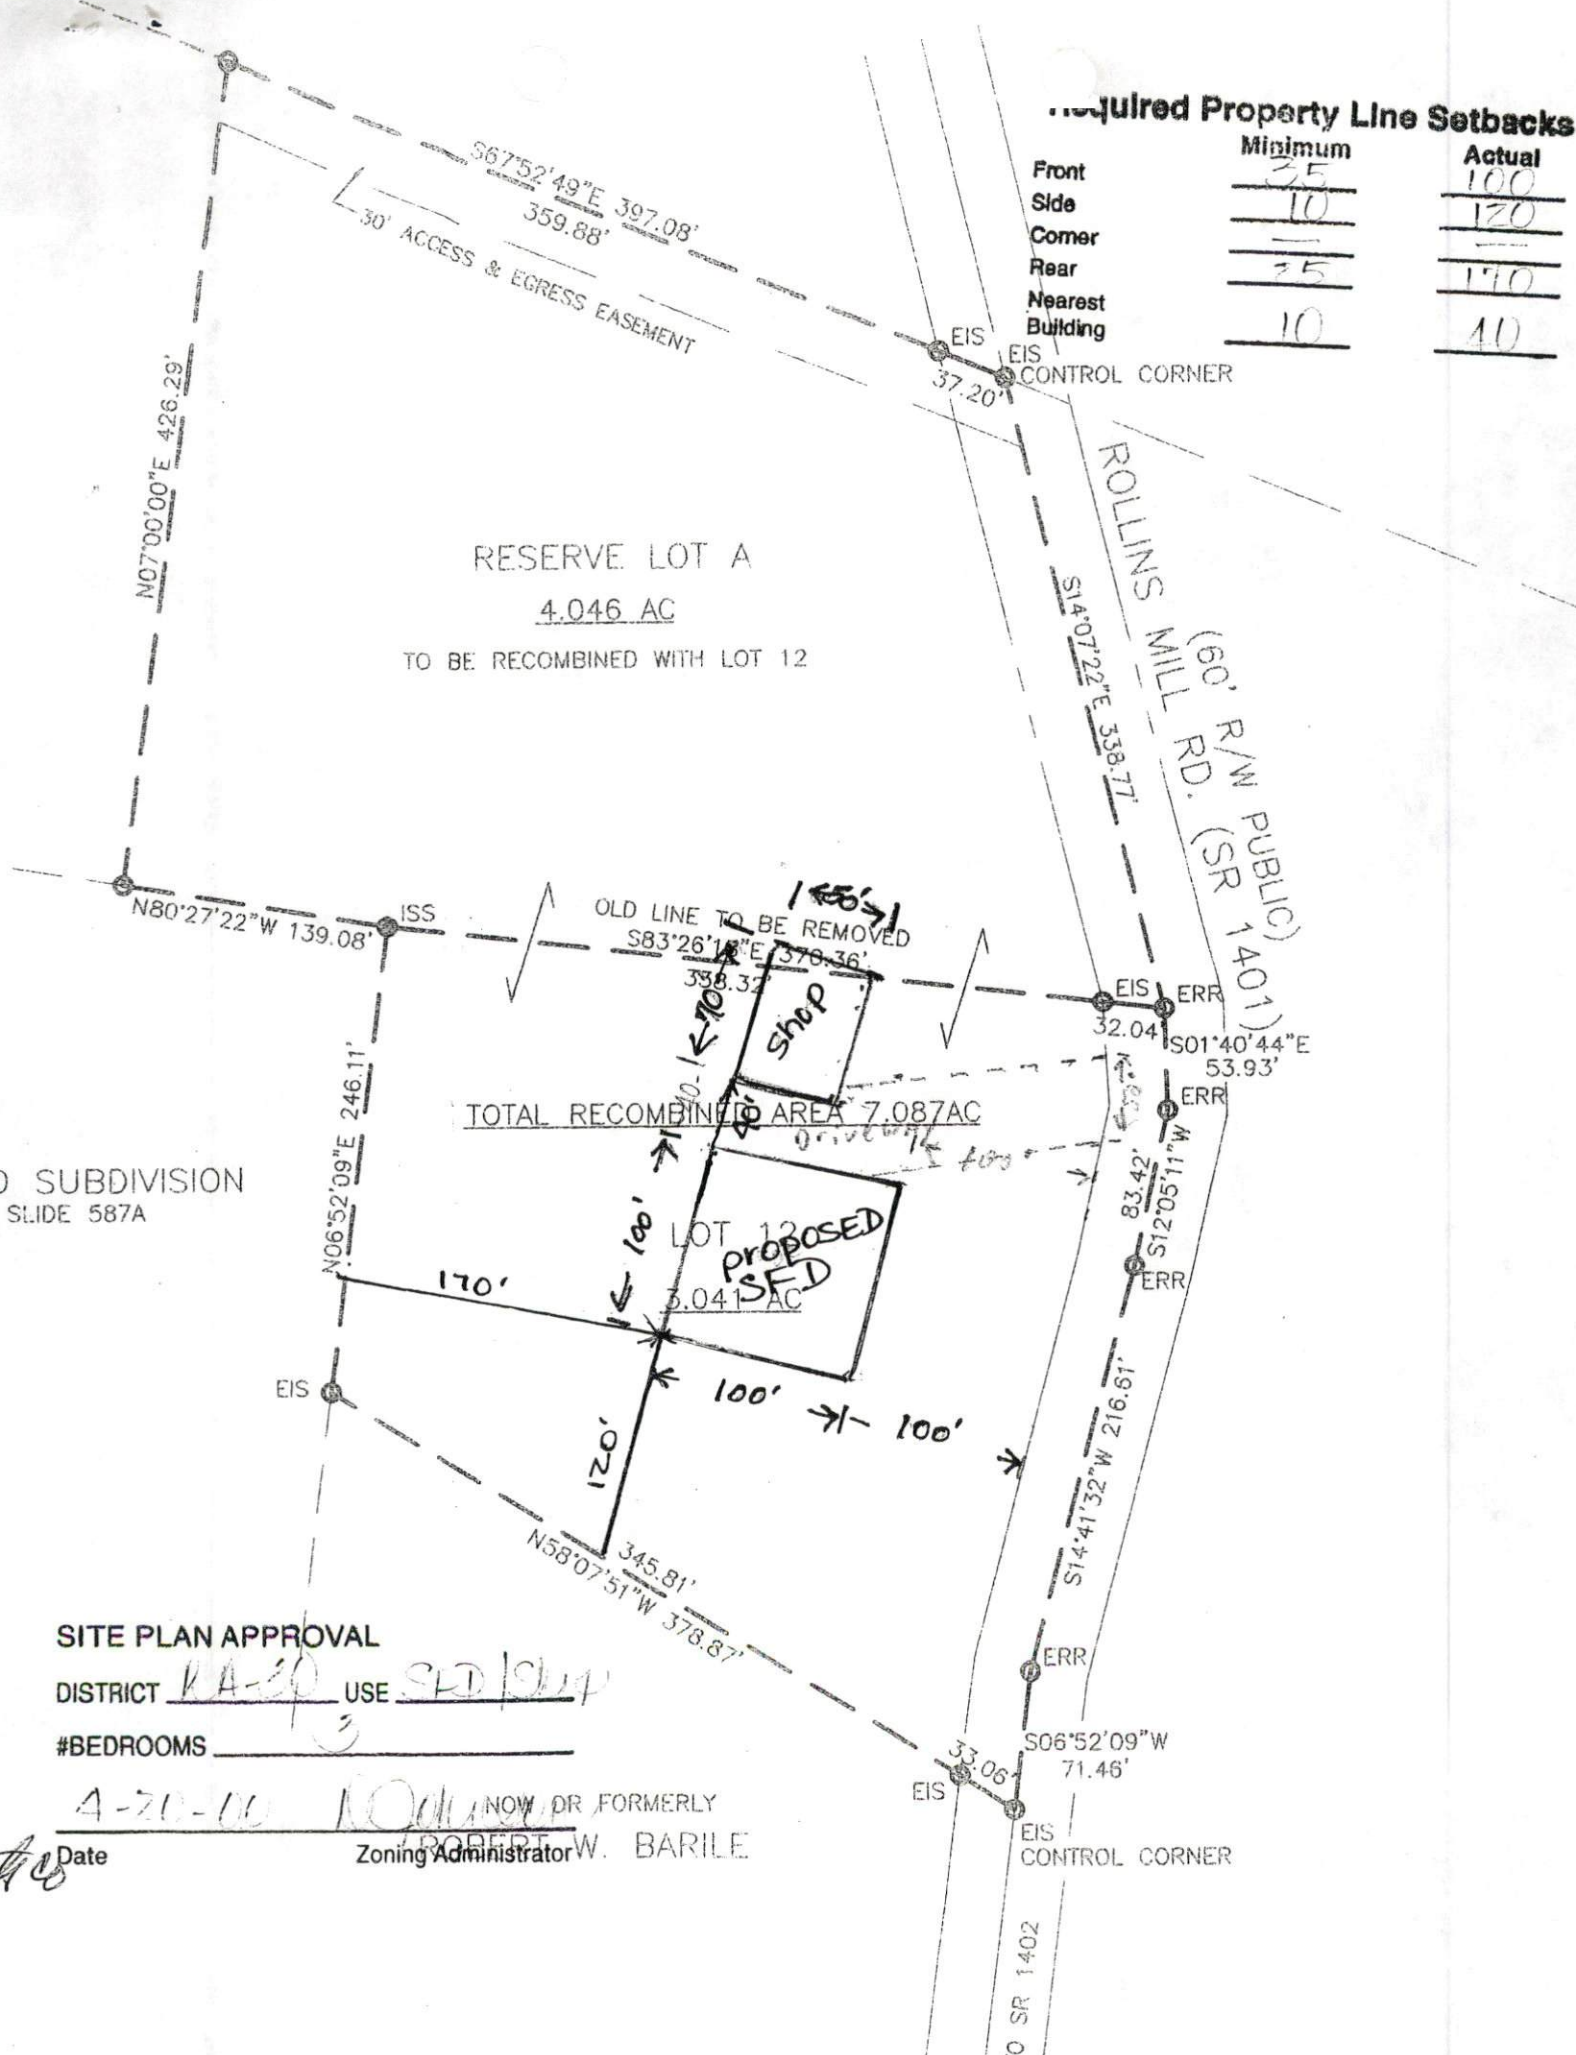 Required Property Line Setbacks
Minimum Actual
Front 35 100
Side 10 120
Corner — —
Rear 25 170
Nearest
Building 10 40
S67°52'49"E 397.08'
359.88'
30' ACCESS & EGRESS EASEMENT
EIS
EIS
CONTROL CORNER
37.20'
N07°00'00"E 426.29'
ROLLINS MILL RD. (SR 1401)
(60' R/W PUBLIC)
S14°07'22"E 338.77'
RESERVE LOT A
4.046 AC
TO BE RECOMBINED WITH LOT 12
50'
OLD LINE TO BE REMOVED
N80°27'22"W 139.08'
ISS
370.36'
338.32'
70'
shop
EIS
ERR
32.04'
S01°40'44"E
53.93'
ERR
N06°52'09"E 246.11'
TOTAL RECOMBINED AREA 7.087AC
40'
Driveway
83.42'
S12°05'11"W
ERR
SUBDIVISION
SLIDE 587A
100'
LOT
proposed
SFD
3.041 AC
170'
EIS
100'
100'
120'
S14°41'32"W 216.61'
345.81'
N58°07'51"W 378.87'
SITE PLAN APPROVAL
DISTRICT USE SFD/Shop
#BEDROOMS 3
ERR
S06°52'09"W
71.46'
33.06'
EIS
NOW OR FORMERLY
ROBERT W. BARILE
Date Zoning Administrator
EIS
CONTROL CORNER
SR 1402